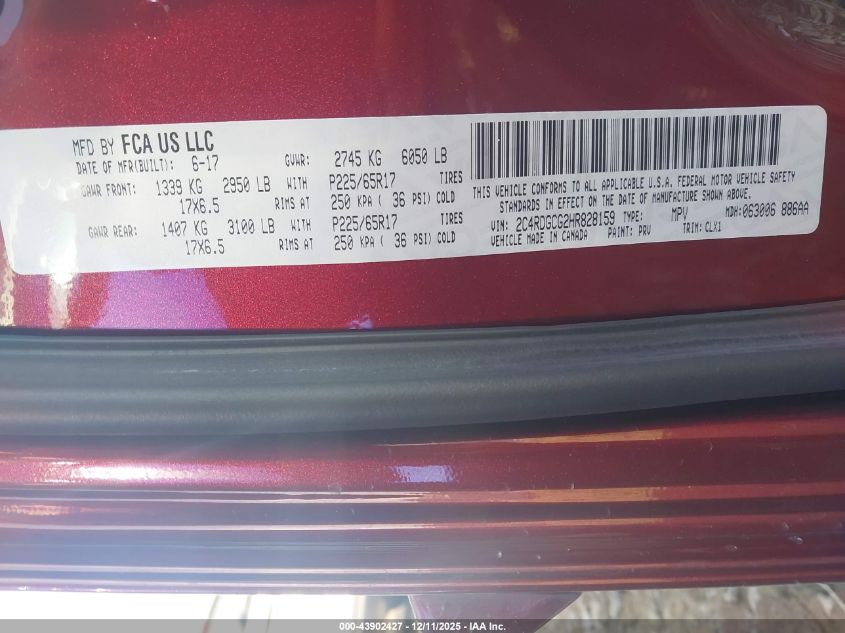 MFD BY FCA US LLC
DATE OF MFR(BUILT): 6-17 GVWR: 2745 KG 6050 LB
GAWR FRONT: 1339 KG 2950 LB WITH P225/65R17 TIRES
17X6.5 RIMS AT 250 KPA ( 36 PSI) COLD
GAWR REAR: 1407 KG 3100 LB WITH P225/65R17 TIRES
17X6.5 RIMS AT 250 KPA ( 36 PSI) COLD
THIS VEHICLE CONFORMS TO ALL APPLICABLE U.S.A. FEDERAL MOTOR VEHICLE SAFETY
STANDARDS IN EFFECT ON THE DATE OF MANUFACTURE SHOWN ABOVE.
VIN: 2C4RDGCG2HR828159 TYPE: MPV MDH:063006 886AA
VEHICLE MADE IN CANADA PAINT: PRV TRIM: CLX1
000-43902427 - 12/11/2025 - IAA Inc.